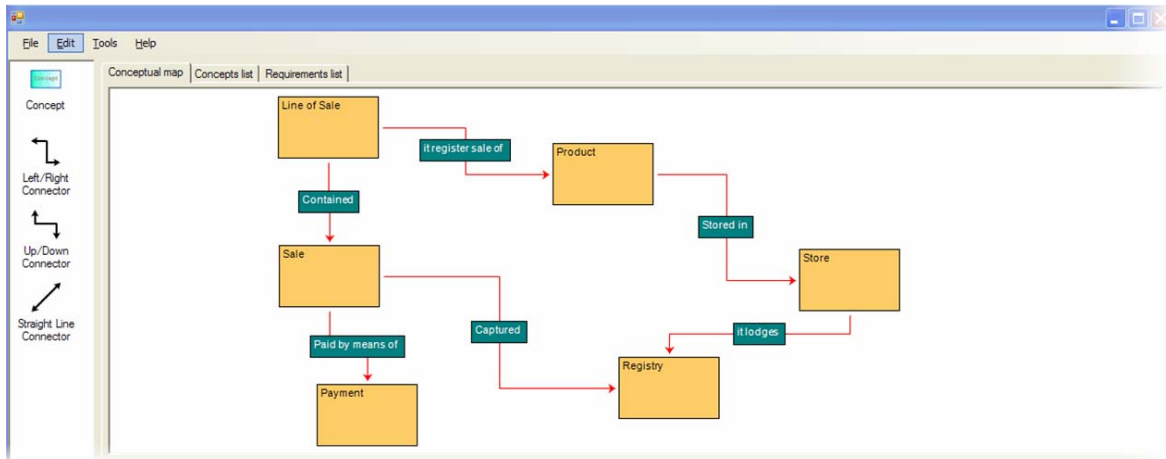 File Edit Tools Help
Concept
Concept
Left/Right
Connector
Up/Down
Connector
Straight Line
Connector
Conceptual map Concepts list Requirements list
Line of Sale
it register sale of
Product
Contained
Stored in
Sale
Store
Captured
it lodges
Paid by means of
Registry
Payment